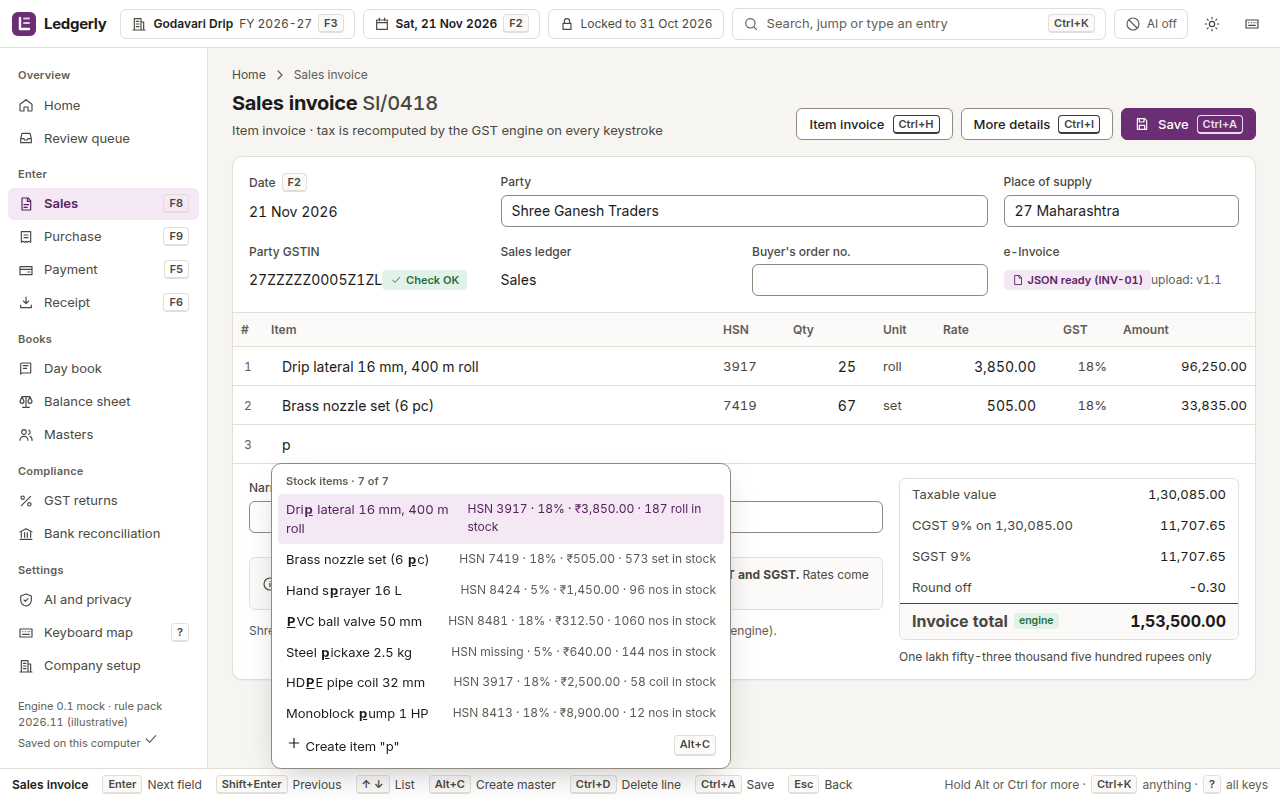 Ledgerly
Godavari Drip FY 2026-27 F3
Sat, 21 Nov 2026 F2
Locked to 31 Oct 2026
Search, jump or type an entry Ctrl+K
AI off
Overview
Home
Review queue
Enter
Sales F8
Purchase F9
Payment F5
Receipt F6
Books
Day book
Balance sheet
Masters
Compliance
GST returns
Bank reconciliation
Settings
AI and privacy
Keyboard map ?
Company setup
Engine 0.1 mock · rule pack
2026.11 (illustrative)
Saved on this computer
Home > Sales invoice
Sales invoice SI/0418
Item invoice · tax is recomputed by the GST engine on every keystroke
Item invoice Ctrl+H
More details Ctrl+I
Save Ctrl+A
Date F2
21 Nov 2026
Party
Shree Ganesh Traders
Place of supply
27 Maharashtra
Party GSTIN
27ZZZZZ0005Z1ZL Check OK
Sales ledger
Sales
Buyer's order no.
e-Invoice
JSON ready (INV-01) upload: v1.1
# Item HSN Qty Unit Rate GST Amount
1 Drip lateral 16 mm, 400 m roll 3917 25 roll 3,850.00 18% 96,250.00
2 Brass nozzle set (6 pc) 7419 67 set 505.00 18% 33,835.00
3 p
Stock items · 7 of 7
Drip lateral 16 mm, 400 m roll HSN 3917 · 18% · ₹3,850.00 · 187 roll in stock
Brass nozzle set (6 pc) HSN 7419 · 18% · ₹505.00 · 573 set in stock
Hand sprayer 16 L HSN 8424 · 5% · ₹1,450.00 · 96 nos in stock
PVC ball valve 50 mm HSN 8481 · 18% · ₹312.50 · 1060 nos in stock
Steel pickaxe 2.5 kg HSN missing · 5% · ₹640.00 · 144 nos in stock
HDPE pipe coil 32 mm HSN 3917 · 18% · ₹2,500.00 · 58 coil in stock
Monoblock pump 1 HP HSN 8413 · 18% · ₹8,900.00 · 12 nos in stock
Create item "p" Alt+C
and SGST. Rates come
Shre
engine).
Taxable value 1,30,085.00
CGST 9% on 1,30,085.00 11,707.65
SGST 9% 11,707.65
Round off -0.30
Invoice total engine 1,53,500.00
One lakh fifty-three thousand five hundred rupees only
Sales invoice Enter Next field Shift+Enter Previous ↑↓ List Alt+C Create master Ctrl+D Delete line Ctrl+A Save Esc Back
Hold Alt or Ctrl for more · Ctrl+K anything · ? all keys